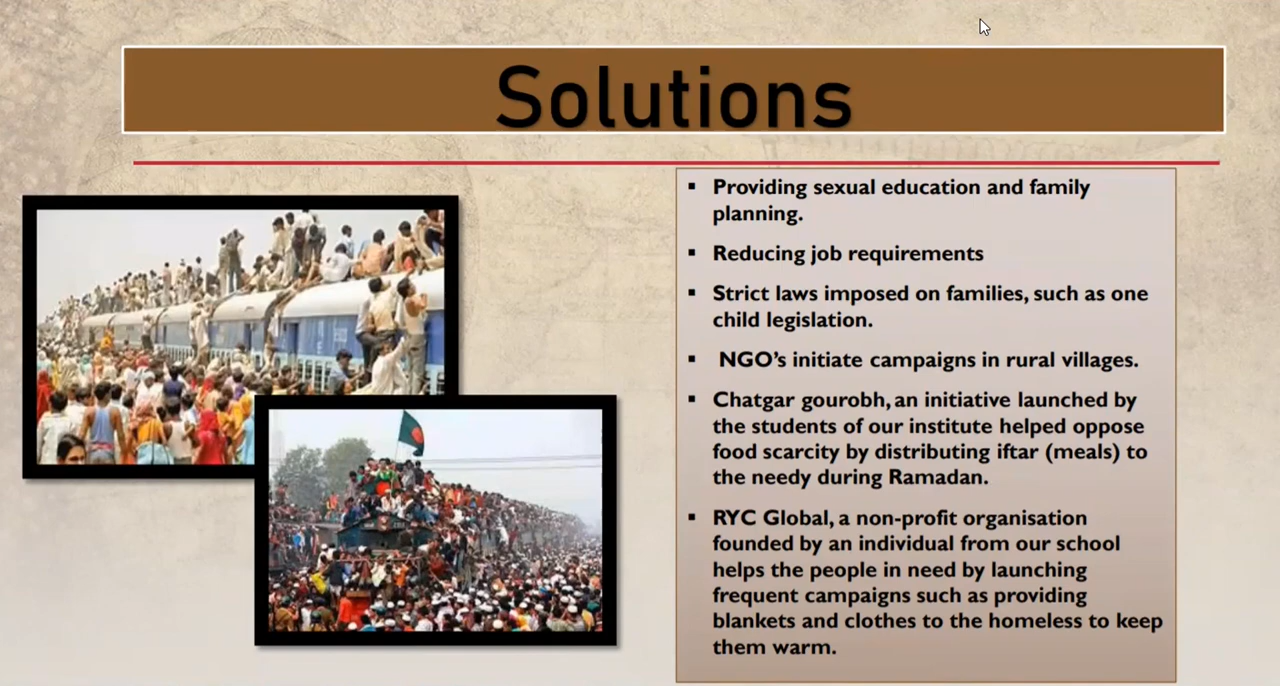 Solutions
▪ Providing sexual education and family
planning.
▪ Reducing job requirements
▪ Strict laws imposed on families, such as one
child legislation.
▪ NGO’s initiate campaigns in rural villages.
▪ Chatgar gourobh, an initiative launched by
the students of our institute helped oppose
food scarcity by distributing iftar (meals) to
the needy during Ramadan.
▪ RYC Global, a non-profit organisation
founded by an individual from our school
helps the people in need by launching
frequent campaigns such as providing
blankets and clothes to the homeless to keep
them warm.